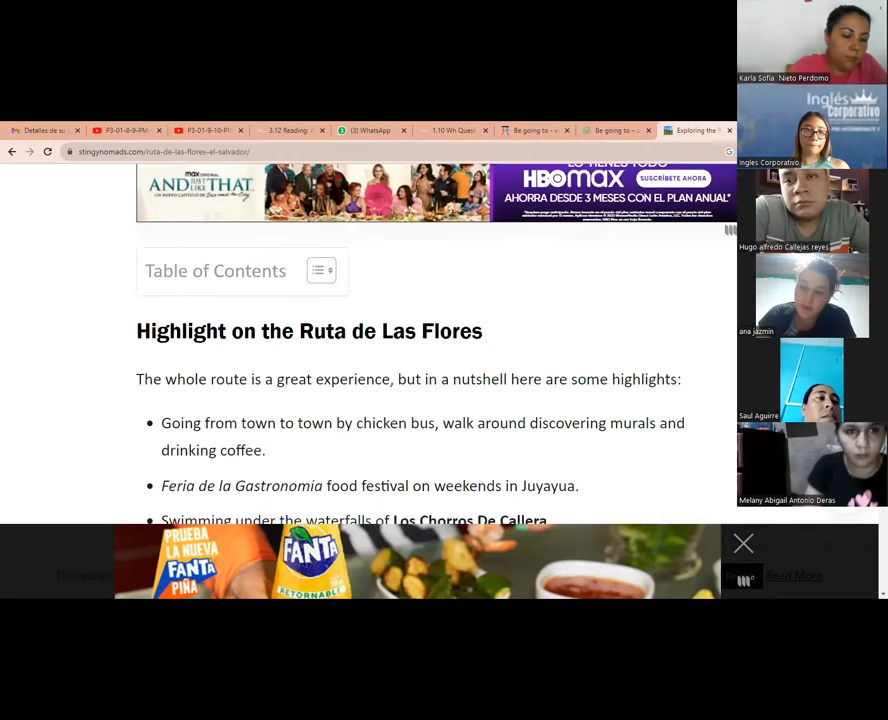 Karla Sofia Nieto Perdomo
Inglés
Corporativo
Ingles Corporativo
Hugo alfredo Callejas reyes
ana jazmin
Saul Aguirre
Melany Abigail Antonio Deras
Detalles de su
P3-01-8-9-PM-
P3-01-9-10-PM
3.12 Reading:
(3) WhatsApp
1.10 Wh Quest
Be going to -
Be going to – p
Exploring the R
stingynomads.com/ruta-de-las-flores-el-salvador/
max ORIGINAL
AND JUST LIKE THAT...
LO TIENES TODO
HBOmax
SUSCRÍBETE AHORA
AHORRA DESDE 3 MESES CON EL PLAN ANUAL*
Table of Contents
Highlight on the Ruta de Las Flores
The whole route is a great experience, but in a nutshell here are some highlights:
• Going from town to town by chicken bus, walk around discovering murals and
drinking coffee.
• Feria de la Gastronomia food festival on weekends in Juyayua.
• Swimming under the waterfalls of Los Chorros De Callera
PRUEBA
LA NUEVA
FANTA
PIÑA
FANTA
RETORNABLE
Read More